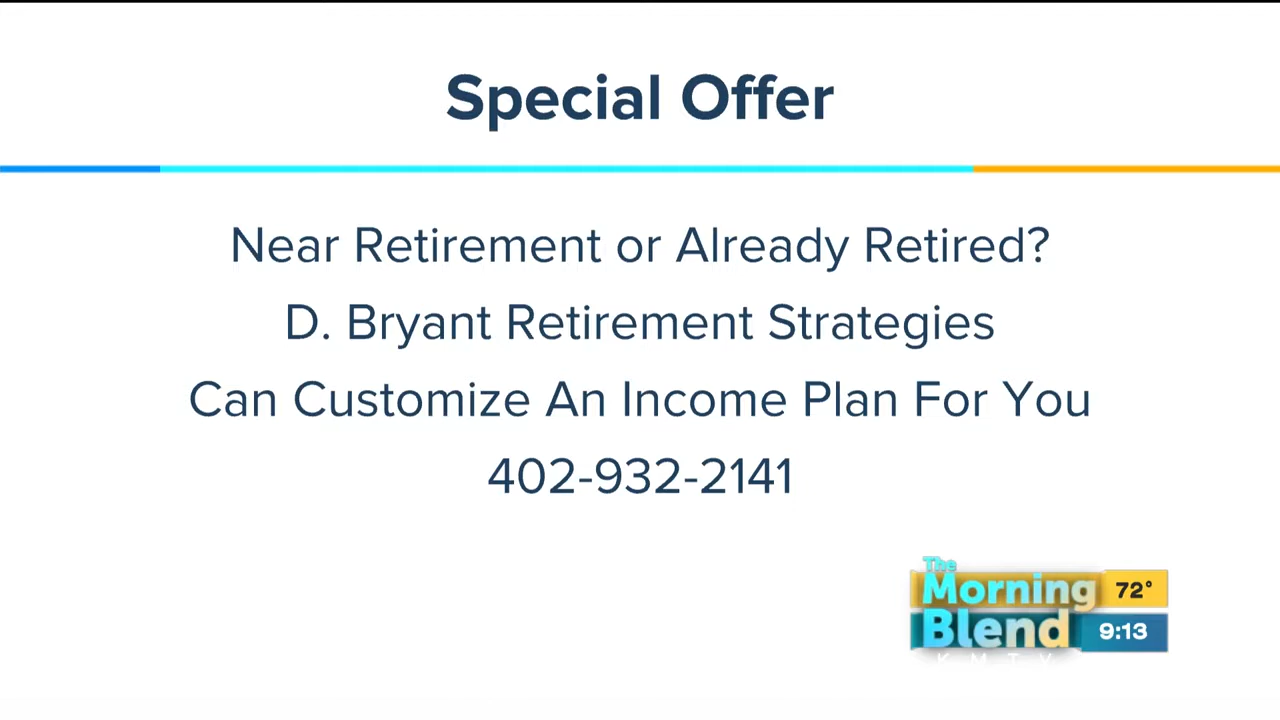 Special Offer
Near Retirement or Already Retired?
D. Bryant Retirement Strategies
Can Customize An Income Plan For You
402-932-2141
The
Morning 72°
Blend 9:13
KMTV